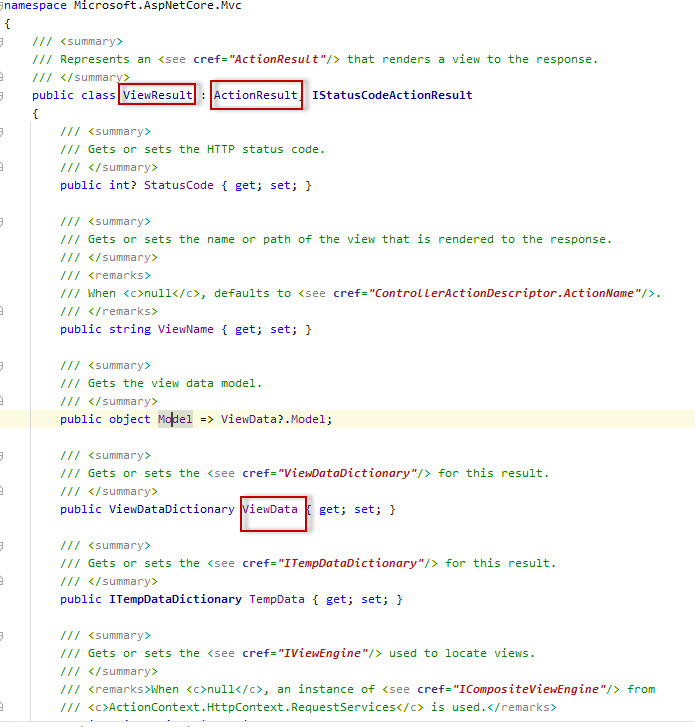 namespace Microsoft.AspNetCore.Mvc
{
/// <summary>
/// Represents an <see cref="ActionResult"/> that renders a view to the response.
/// </summary>
public class ViewResult : ActionResult, IStatusCodeActionResult
{
/// <summary>
/// Gets or sets the HTTP status code.
/// </summary>
public int? StatusCode { get; set; }
/// <summary>
/// Gets or sets the name or path of the view that is rendered to the response.
/// </summary>
/// <remarks>
/// When <c>null</c>, defaults to <see cref="ControllerActionDescriptor.ActionName"/>.
/// </remarks>
public string ViewName { get; set; }
/// <summary>
/// Gets the view data model.
/// </summary>
public object Model => ViewData?.Model;
/// <summary>
/// Gets or sets the <see cref="ViewDataDictionary"/> for this result.
/// </summary>
public ViewDataDictionary ViewData { get; set; }
/// <summary>
/// Gets or sets the <see cref="ITempDataDictionary"/> for this result.
/// </summary>
public ITempDataDictionary TempData { get; set; }
/// <summary>
/// Gets or sets the <see cref="IViewEngine"/> used to locate views.
/// </summary>
/// <remarks>When <c>null</c>, an instance of <see cref="ICompositeViewEngine"/> from
/// <c>ActionContext.HttpContext.RequestServices</c> is used.</remarks>